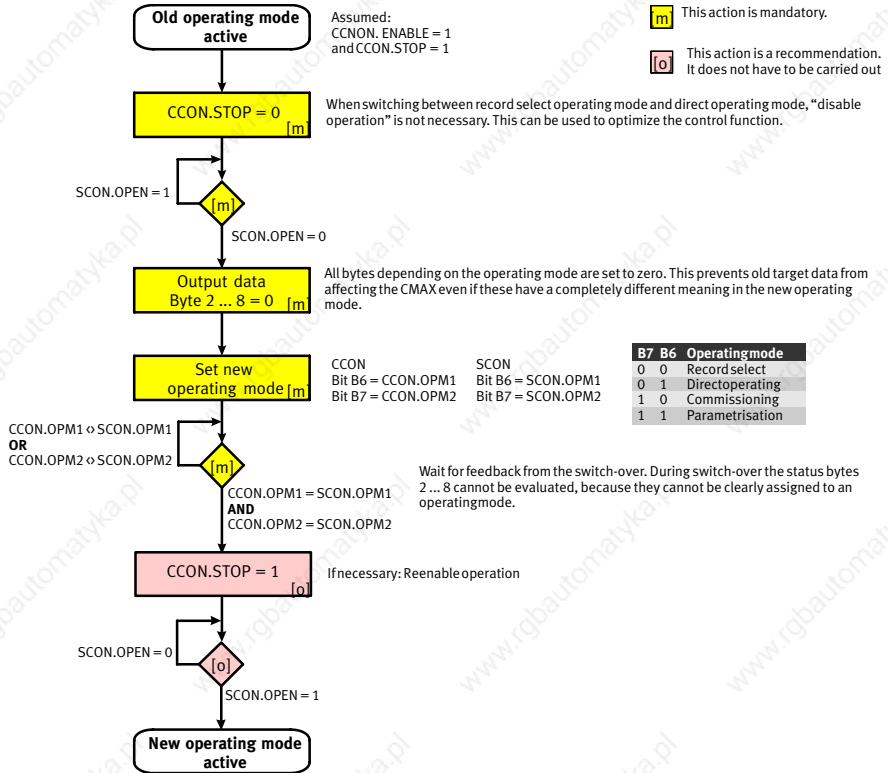 Old operating mode
active
Assumed:
CCNON. ENABLE = 1
and CCON.STOP = 1
[m] This action is mandatory.
[o] This action is a recommendation.
It does not have to be carried out
CCON.STOP = 0
[m]
When switching between record select operating mode and direct operating mode, “disable
operation” is not necessary. This can be used to optimize the control function.
SCON.OPEN = 1
[m]
SCON.OPEN = 0
Output data
Byte 2 ... 8 = 0 [m]
All bytes depending on the operating mode are set to zero. This prevents old target data from
affecting the CMAX even if these have a completely different meaning in the new operating
mode.
Set new
operating mode [m]
CCON
Bit B6 = CCON.OPM1
Bit B7 = CCON.OPM2
SCON
Bit B6 = SCON.OPM1
Bit B7 = SCON.OPM2
B7 B6 Operatingmode
0 0 Record select
0 1 Directoperating
1 0 Commissioning
1 1 Parametrisation
CCON.OPM1 <> SCON.OPM1
OR
CCON.OPM2 <> SCON.OPM2
[m]
CCON.OPM1 = SCON.OPM1
AND
CCON.OPM2 = SCON.OPM2
Wait for feedback from the switch-over. During switch-over the status bytes
2 ... 8 cannot be evaluated, because they cannot be clearly assigned to an
operatingmode.
CCON.STOP = 1
[o]
If necessary: Reenable operation
SCON.OPEN = 0
[o]
SCON.OPEN = 1
New operating mode
active
www.rgbautomatyka.pl